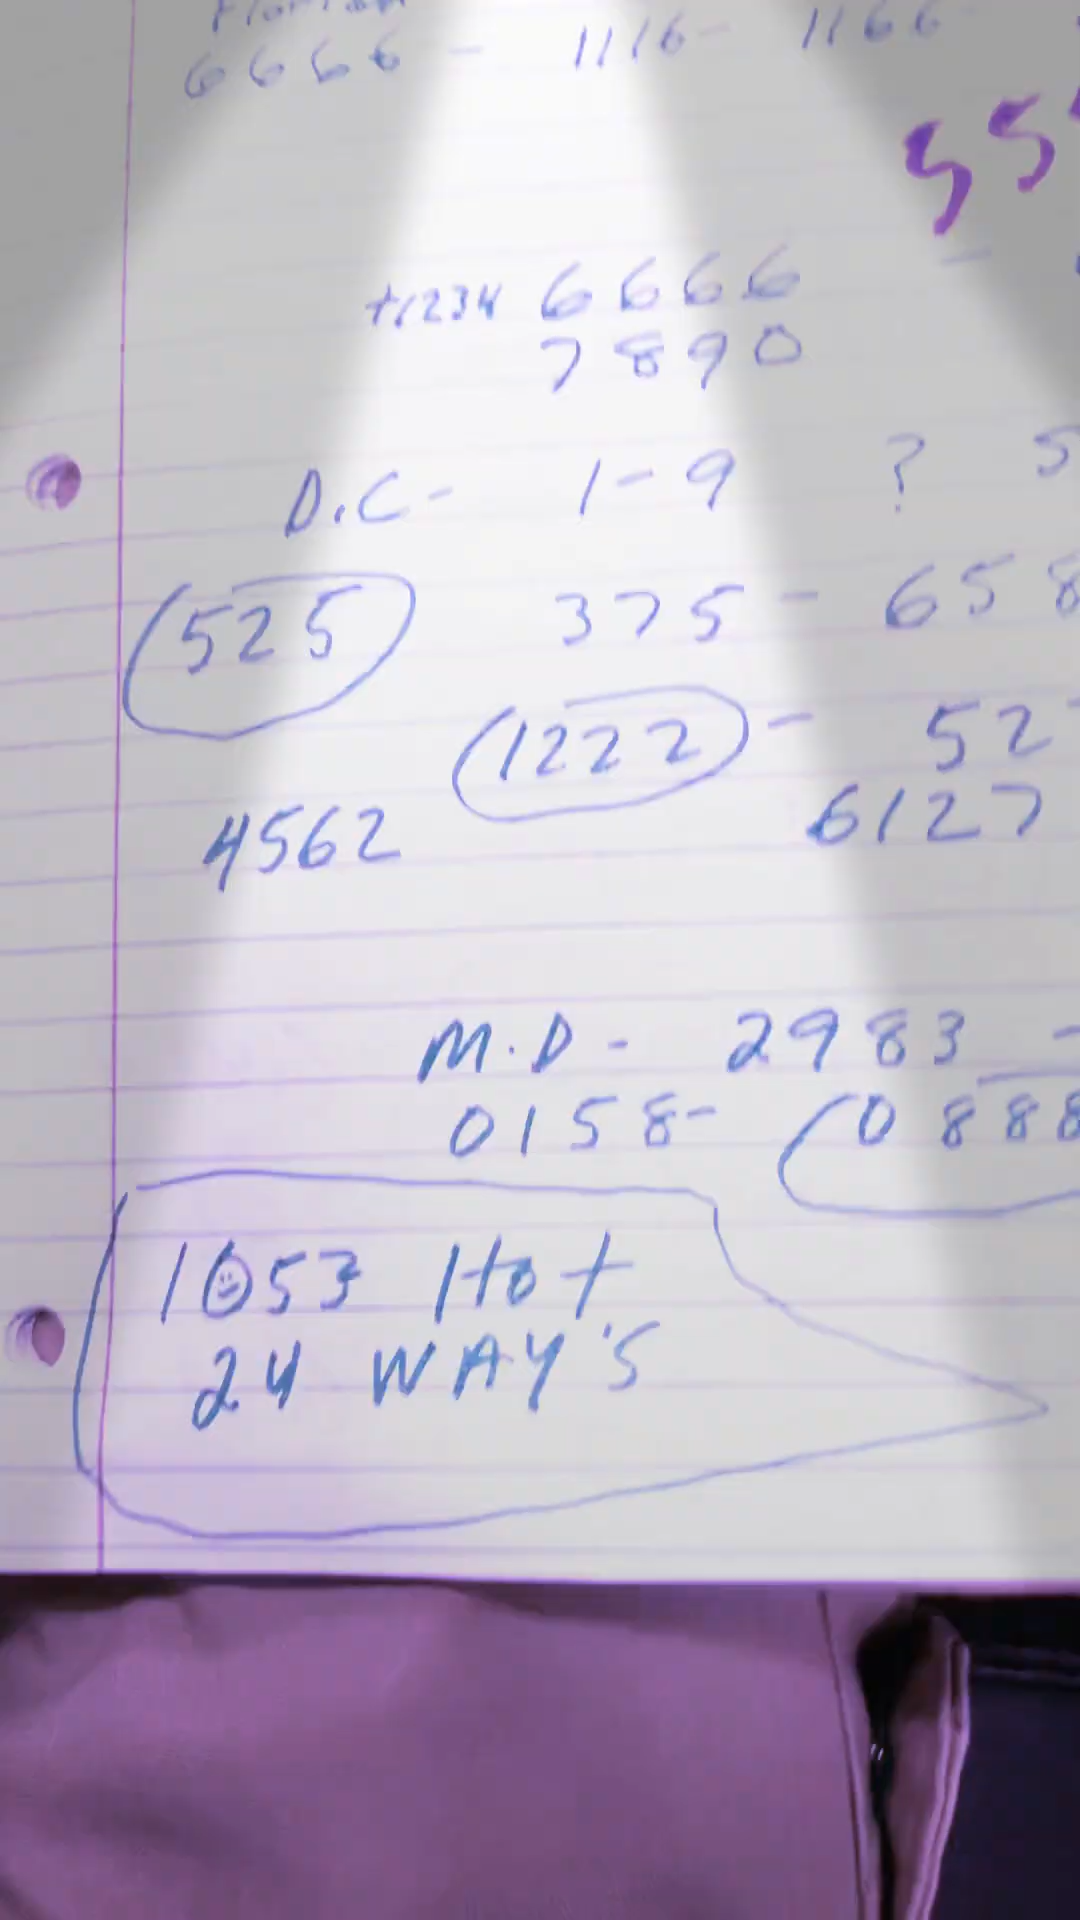 6666 - 1116 - 1166 -
55
+1234 6666
7890
D.C - 1-9 ? 5
525 375 - 658
1222 - 52
4562 6127
M.D - 2983 -
0158 - 0888
1053 Hot
24 WAY'S